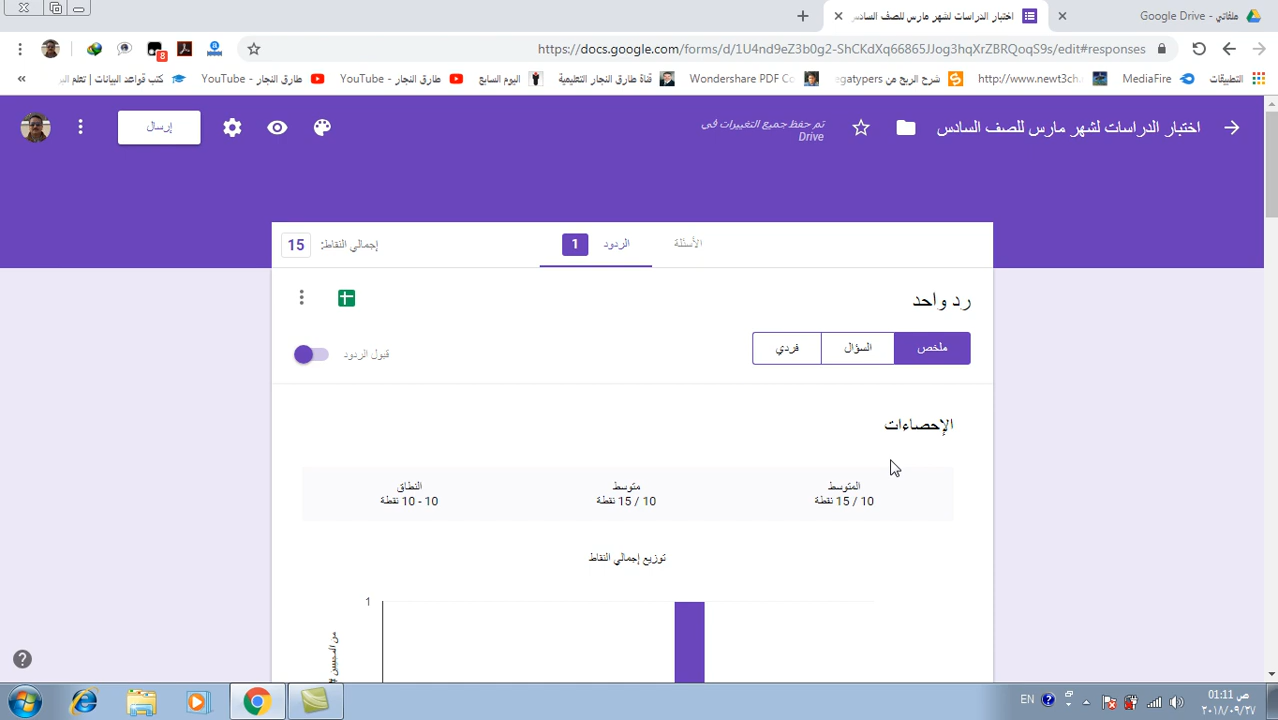 ملفاتي - Google Drive
اختبار الدراسات لشهر مارس للصف السادس
https://docs.google.com/forms/d/1U4nd9eZ3b0g2-ShCKdXq66865JJog3hqXrZBRQoqS9s/edit#responses
8
التطبيقات
MediaFire
http://www.newt3ch
شرح الربح من egatypers
Wondershare PDF Co
قناة طارق النجار التعليمية
اليوم السابع
طارق النجار - YouTube
طارق النجار - YouTube
كتب قواعد البيانات | تعلم
«
اختبار الدراسات لشهر مارس للصف السادس
تم حفظ جميع التغييرات في
Drive
إرسال
الأسئلة
الردود
1
إجمالي النقاط:
15
رد واحد
ملخص
السؤال
فردي
قبول الردود
الإحصاءات
المتوسط
10 / 15 نقطة
متوسط
10 / 15 نقطة
النطاق
10 - 10 نقطة
توزيع إجمالي النقاط
1
# من المجيبين
EN
01:11 ص
٢٠١٨/٠٩/٢٧